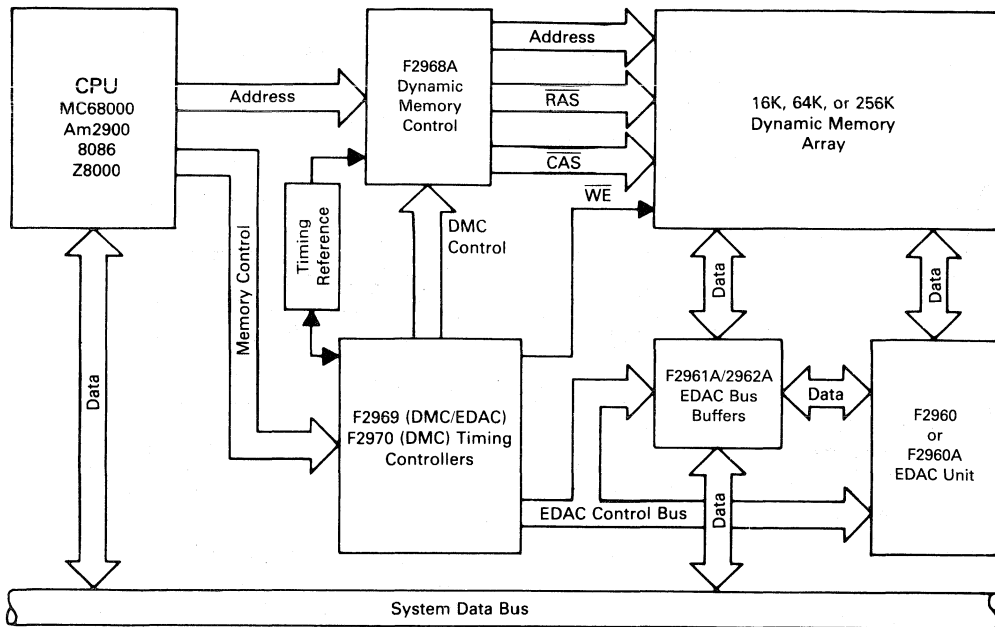 CPU
MC68000
Am2900
8086
Z8000
Address
F2968A
Dynamic
Memory
Control
Address
RAS
CAS
WE
16K, 64K, or 256K
Dynamic Memory
Array
Timing
Reference
DMC
Control
Memory Control
Data
Data
Data
F2969 (DMC/EDAC)
F2970 (DMC) Timing
Controllers
F2961A/2962A
EDAC Bus
Buffers
Data
F2960
or
F2960A
EDAC Unit
EDAC Control Bus
Data
System Data Bus